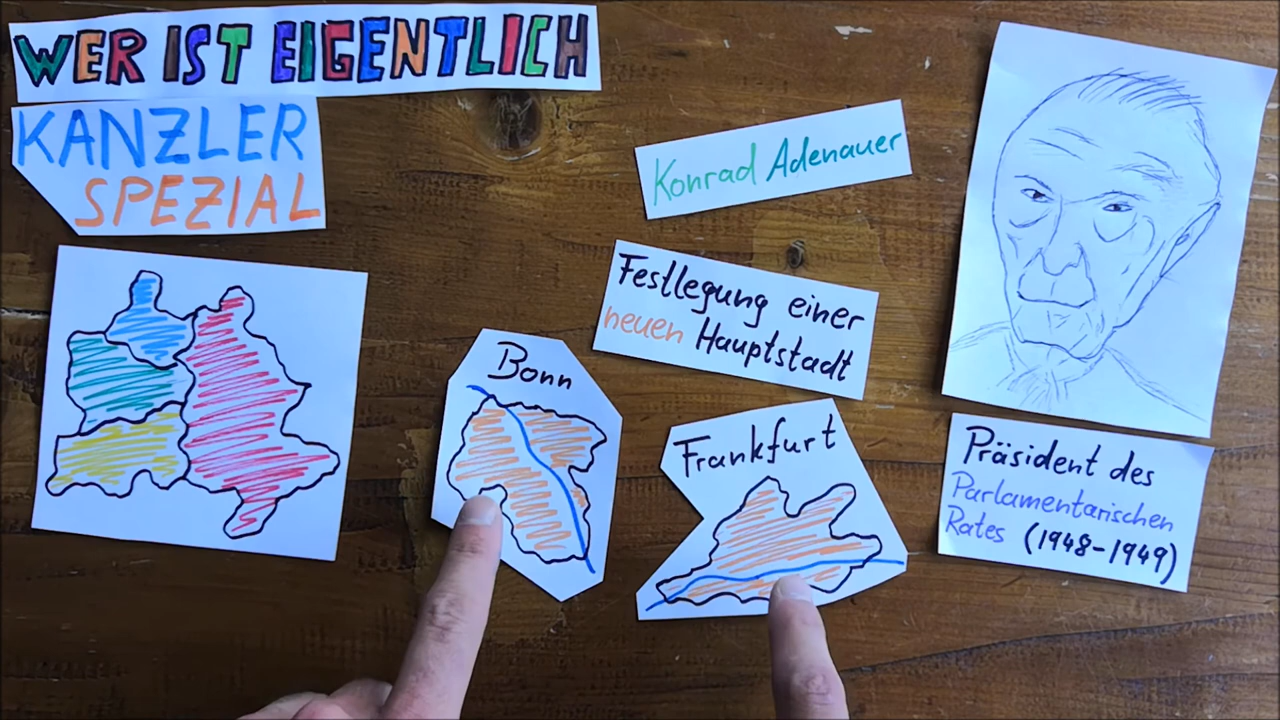 WER IST EIGENTLICH
KANZLER
SPEZIAL
Konrad Adenauer
Festlegung einer
neuen Hauptstadt
Bonn
Frankfurt
Präsident des
Parlamentarischen
Rates (1948-1949)